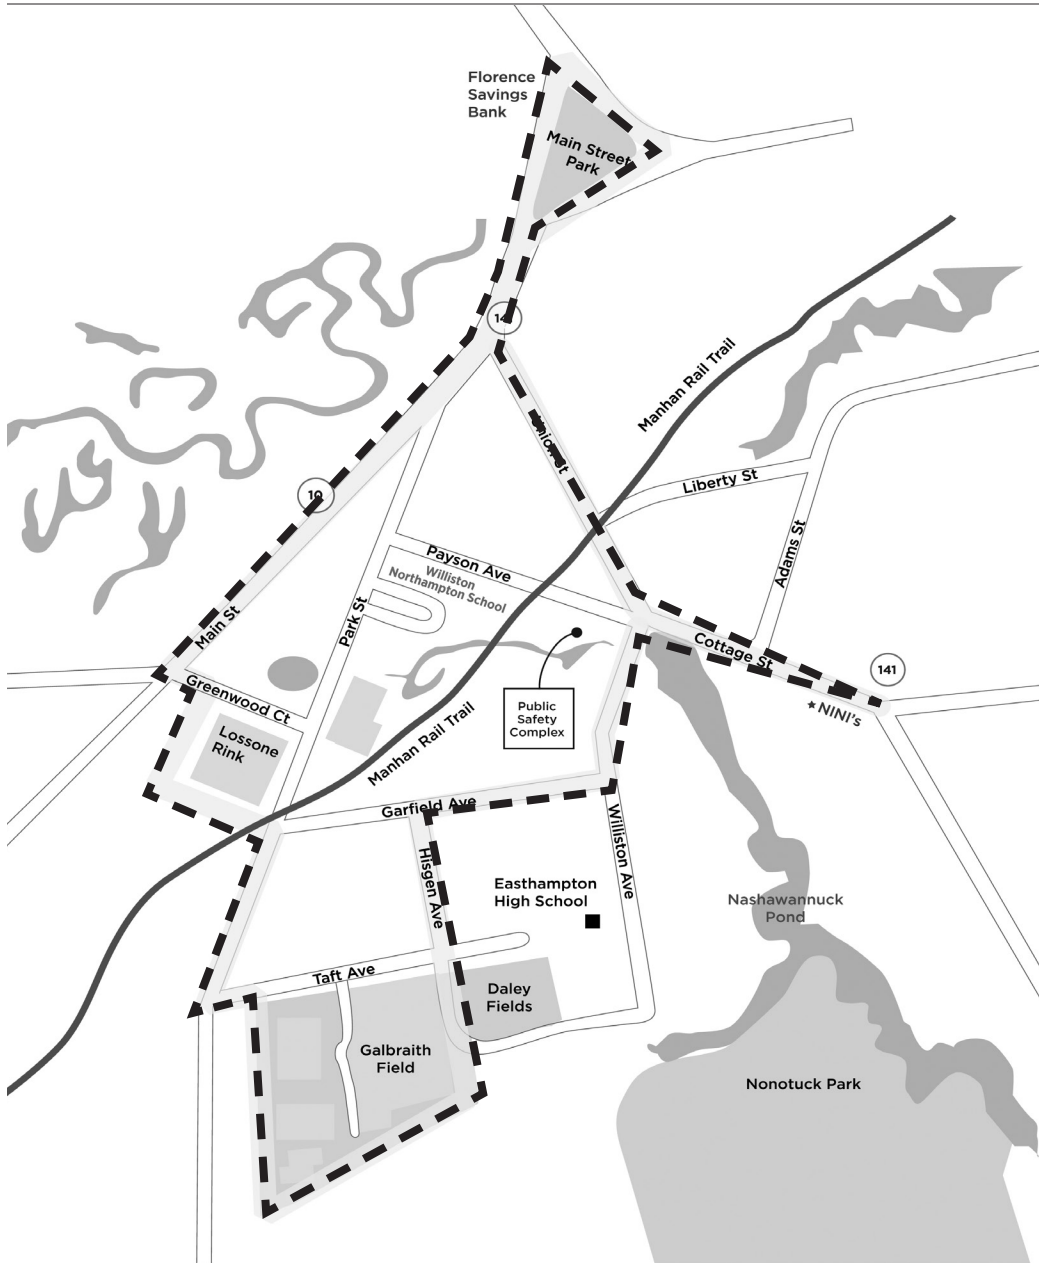 Florence
Savings
Bank
Main Street
Park
Manhan Rail Trail
Union St
10
Liberty St
Payson Ave
Williston
Northampton School
Adams St
Main St
Park St
Cottage St
141
Greenwood Ct
NINI's
Public
Safety
Complex
Lossone
Rink
Manhan Rail Trail
Garfield Ave
Williston Ave
Hisgen Ave
Easthampton
High School
Nashawannuck
Pond
Taft Ave
Daley
Fields
Galbraith
Field
Nonotuck Park